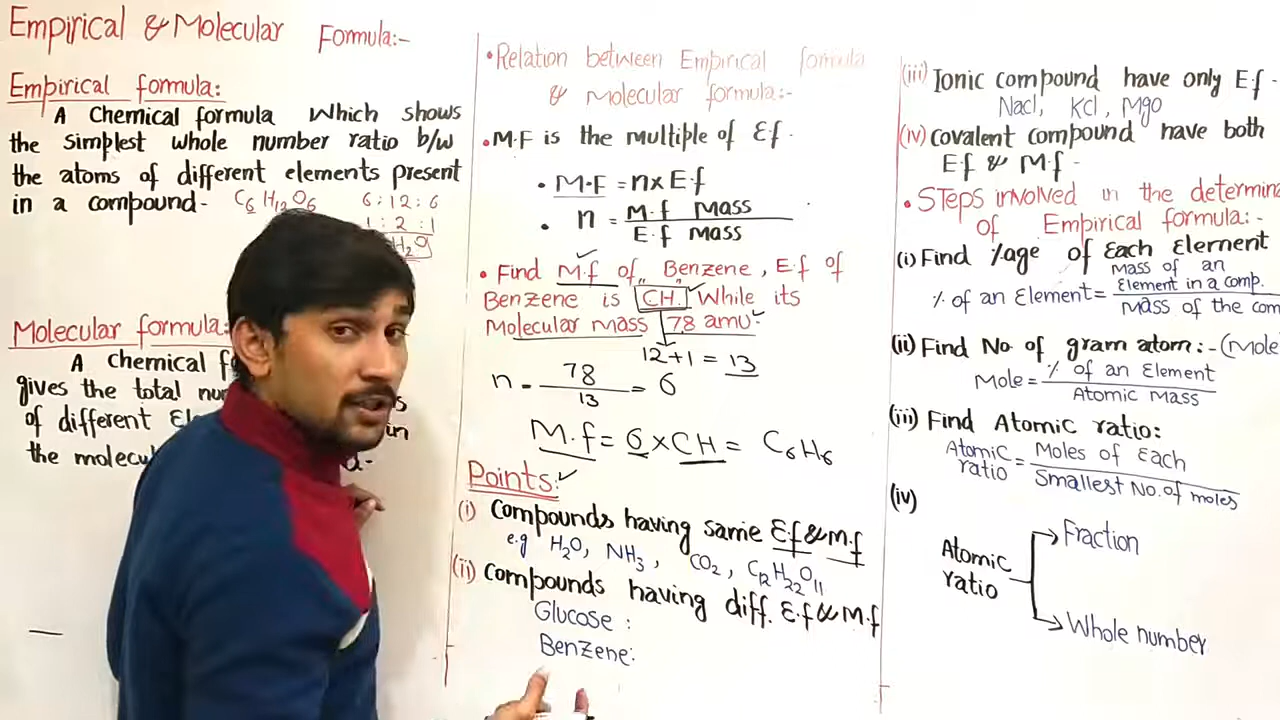 Empirical & Molecular Formula:-
Empirical formula:
A Chemical formula which shows
the simplest whole number ratio b/w
the atoms of different elements present
in a compound- C6H12O6 6:12:6
1:2:1
H2O
Molecular formula:
A chemical f
gives the total nu
of different El in
the molecul
• Relation between Empirical formula
& Molecular formula:-
• M.F is the multiple of E.f.
• M.F = n x E.f
• n = M.f Mass / E.f Mass
• Find M.f of Benzene, E.f of
Benzene is CH. While its
Molecular mass 78 amu.
12+1 = 13
n = 78 / 13 = 6
M.f = 6 x CH = C6H6
Points:
(i) Compounds having same E.f & M.f
e.g H2O, NH3, CO2, C12H22O11
(ii) Compounds having diff. E.f & M.f
Glucose:
Benzene:
(iii) Ionic compound have only E.f-
Nacl, KCl, Mgo
(iv) covalent compound have both
E.f & M.f-
• Steps involved in the determina
of Empirical formula:-
(i) Find %age of Each Element
% of an Element = Mass of an Element in a comp. / Mass of the com
(ii) Find No of gram atom:-(Mole
Mole = % of an Element / Atomic Mass
(iii) Find Atomic ratio:
Atomic ratio = Moles of Each / Smallest No. of moles
(iv)
Atomic ratio
Fraction
Whole number